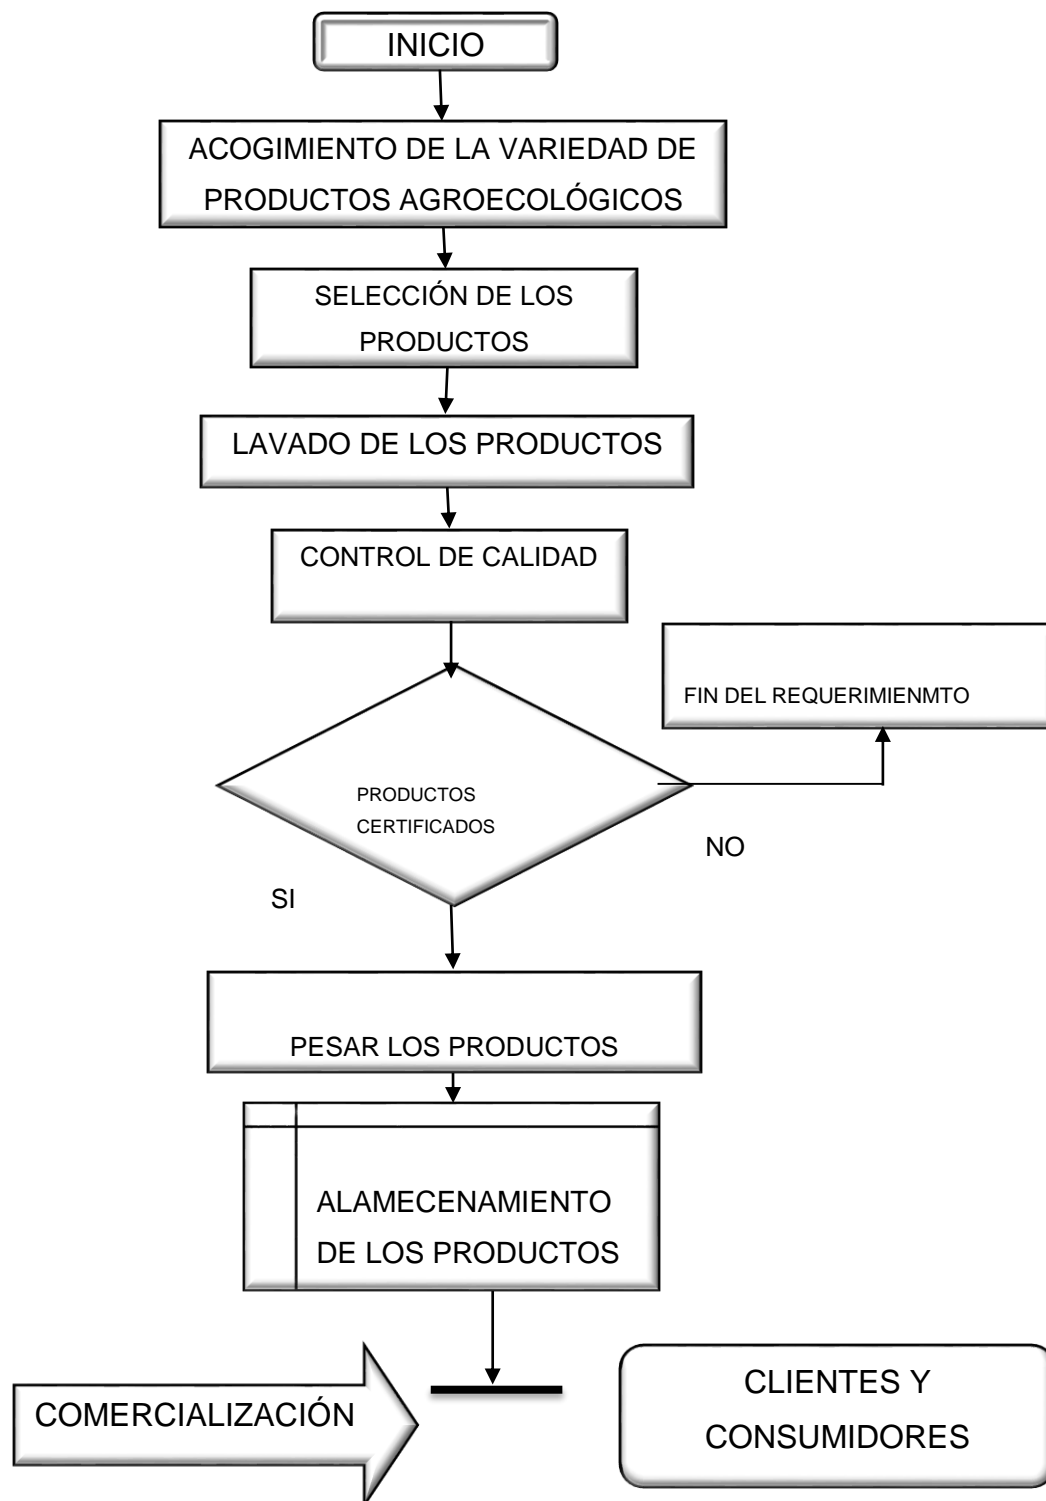 INICIO
ACOGIMIENTO DE LA VARIEDAD DE
PRODUCTOS AGROECOLÓGICOS
SELECCIÓN DE LOS
PRODUCTOS
LAVADO DE LOS PRODUCTOS
CONTROL DE CALIDAD
FIN DEL REQUERIMIENMTO
PRODUCTOS
CERTIFICADOS
NO
SI
PESAR LOS PRODUCTOS
ALAMECENAMIENTO
DE LOS PRODUCTOS
COMERCIALIZACIÓN
CLIENTES Y
CONSUMIDORES